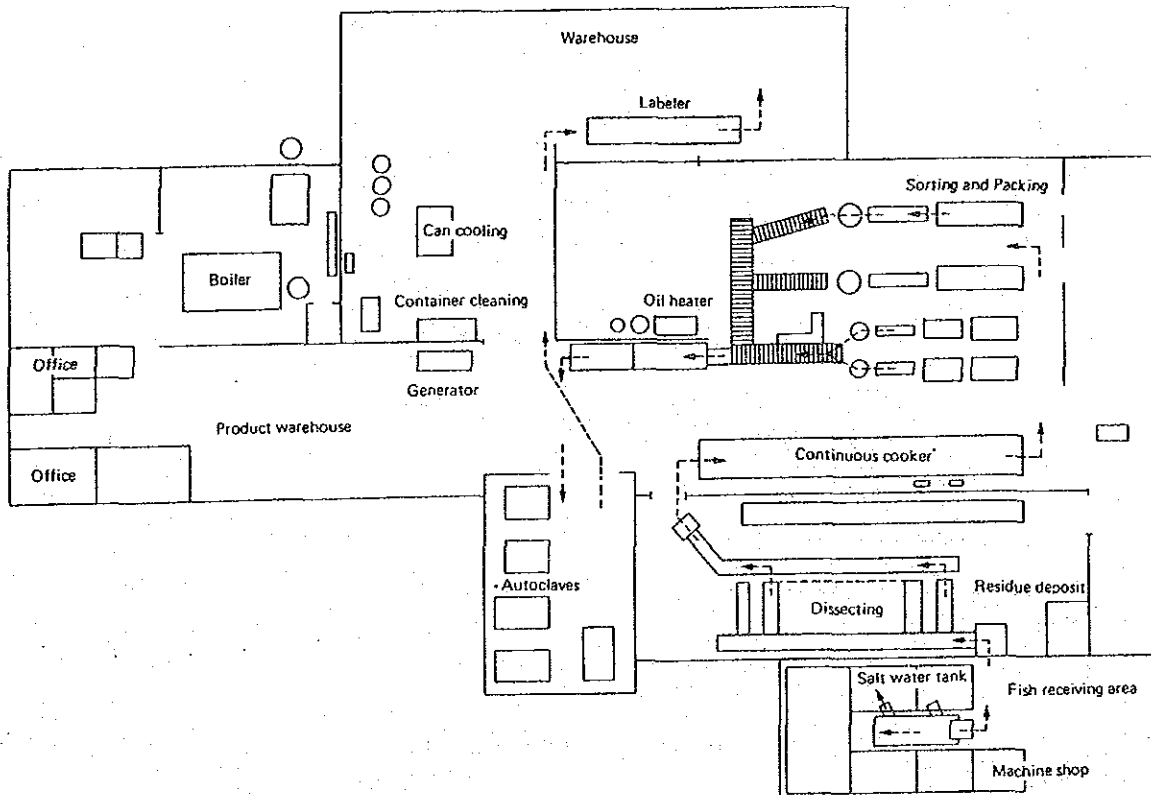 Warehouse
Labeler
Sorting and Packing
Can cooling
Boiler
Container cleaning
Oil heater
Office
Generator
Product warehouse
Continuous cooker
Office
Autoclaves
Dissecting
Residue deposit
Salt water tank
Fish receiving area
Machine shop